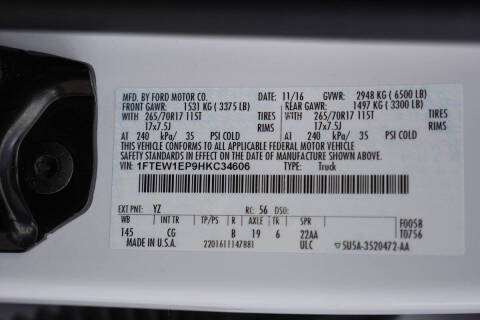 MFD. BY FORD MOTOR CO. 11/16 GVWR: 2948 KG ( 6500 LB)
FRONT GAWR: 1531 KG ( 3375 LB) REAR GAWR: 1497 KG ( 3300 LB)
WITH 265/70R17 115T TIRES WITH 265/70R17 115T TIRES
17x7.5J RIMS 17x7.5J RIMS
AT 240 kPa/ 35 PSI COLD AT 240 kPa/ 35 PSI COLD
THIS VEHICLE CONFORMS TO ALL APPLICABLE FEDERAL MOTOR VEHICLE
SAFETY STANDARDS IN EFFECT ON THE DATE OF MANUFACTURE SHOWN ABOVE.
VIN: 1FTEW1EP9HKC34606 TYPE: Truck
EXT PNT: YZ RC: 56 DSO:
WB INT TR TP/PS R AXLE TR SPR F0058
145 CG B 19 6 22AA T0756
MADE IN U.S.A. 2201611147881 ULC 5U5A-3520472-AA